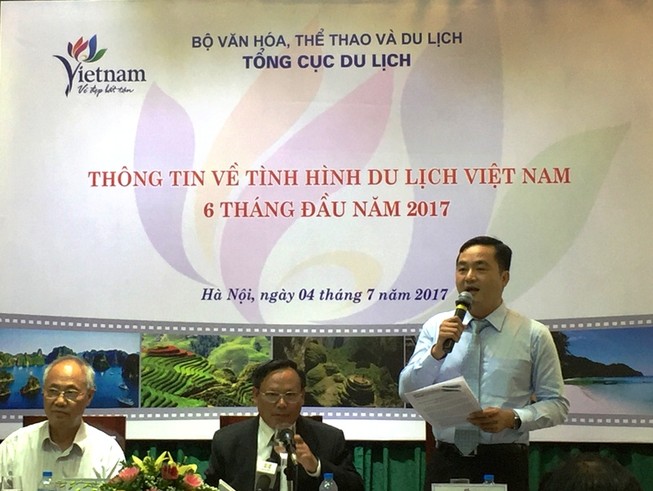 BỘ VĂN HÓA, THỂ THAO VÀ DU LỊCH
TỔNG CỤC DU LỊCH
Vietnam
Vẻ đẹp bất tận
THÔNG TIN VỀ TÌNH HÌNH DU LỊCH VIỆT NAM
6 THÁNG ĐẦU NĂM 2017
Hà Nội, ngày 04 tháng 7 năm 2017